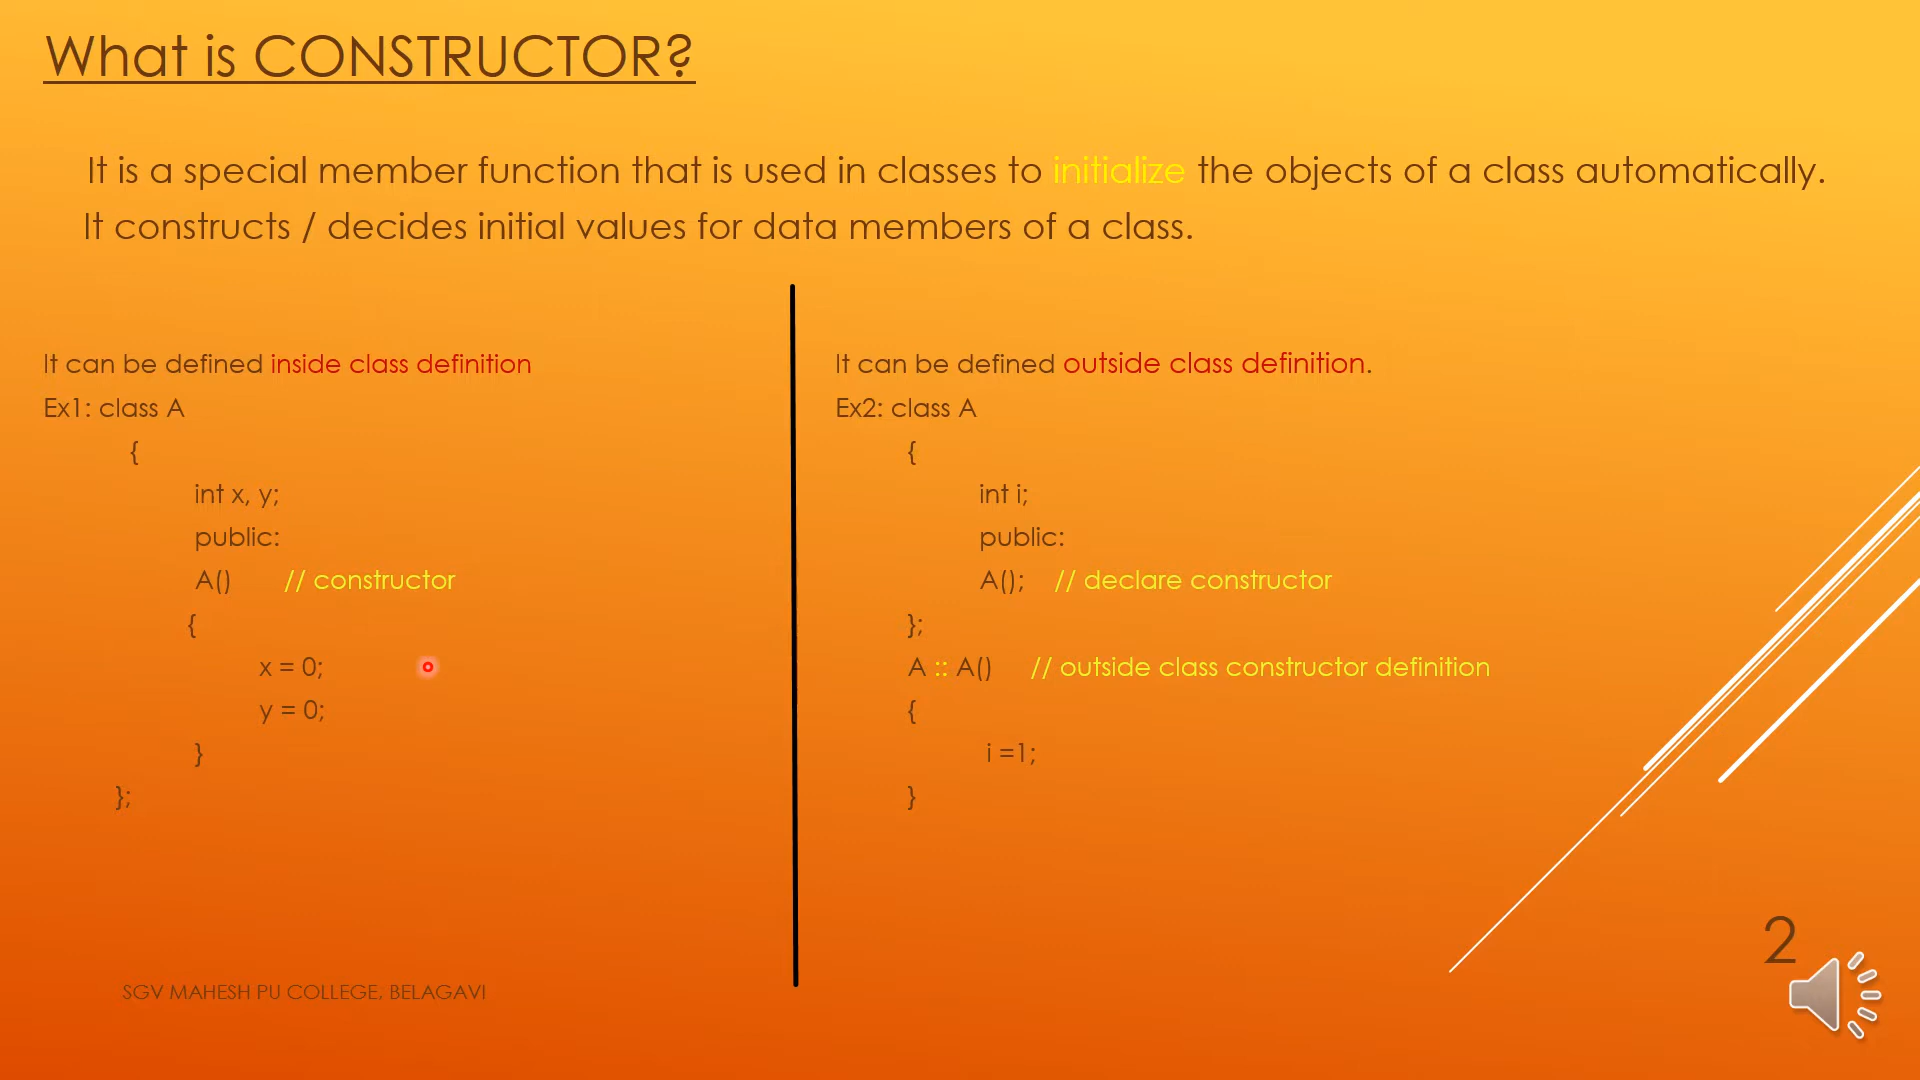 What is CONSTRUCTOR?
It is a special member function that is used in classes to initialize the objects of a class automatically.
It constructs / decides initial values for data members of a class.
It can be defined inside class definition
Ex1: class A
{
int x, y;
public:
A() // constructor
{
x = 0;
y = 0;
}
};
It can be defined outside class definition.
Ex2: class A
{
int i;
public:
A(); // declare constructor
};
A :: A() // outside class constructor definition
{
i =1;
}
SGV MAHESH PU COLLEGE, BELAGAVI
2